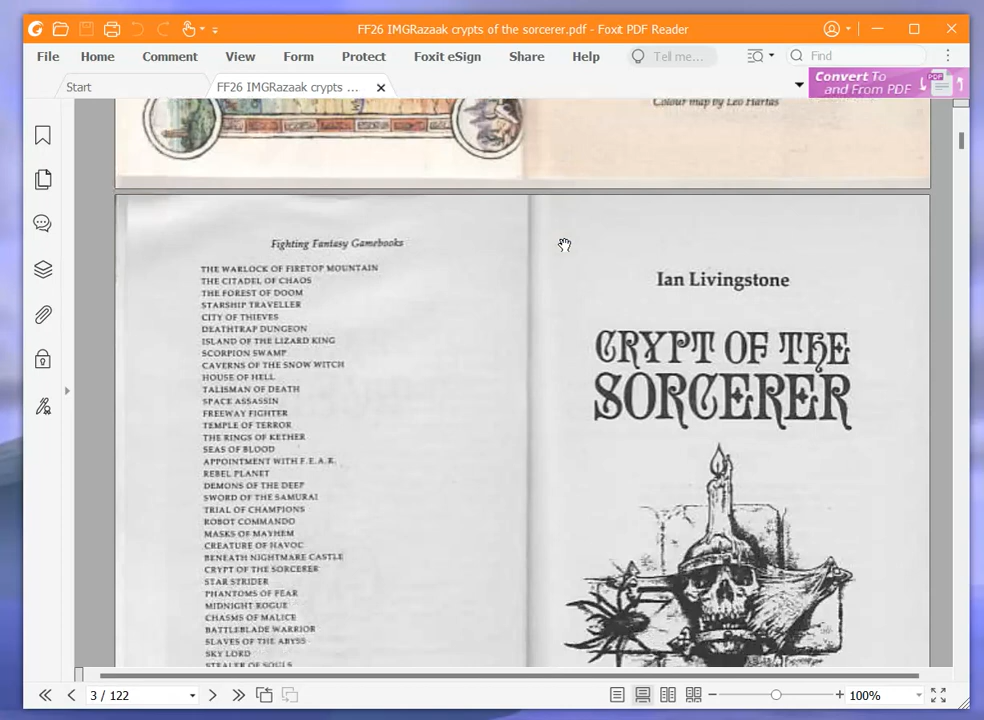 FF26 IMGRazaak crypts of the sorcerer.pdf - Foxit PDF Reader
File Home Comment View Form Protect Foxit eSign Share Help Tell me... Find
Start FF26 IMGRazaak crypts ... Convert To
and From PDF
PDF
Colour map by Leo Hartas
Fighting Fantasy Gamebooks
THE WARLOCK OF FIRETOP MOUNTAIN
THE CITADEL OF CHAOS
THE FOREST OF DOOM
STARSHIP TRAVELLER
CITY OF THIEVES
DEATHTRAP DUNGEON
ISLAND OF THE LIZARD KING
SCORPION SWAMP
CAVERNS OF THE SNOW WITCH
HOUSE OF HELL
TALISMAN OF DEATH
SPACE ASSASSIN
FREEWAY FIGHTER
TEMPLE OF TERROR
THE RINGS OF KETHER
SEAS OF BLOOD
APPOINTMENT WITH F.E.A.R.
REBEL PLANET
DEMONS OF THE DEEP
SWORD OF THE SAMURAI
TRIAL OF CHAMPIONS
ROBOT COMMANDO
MASKS OF MAYHEM
CREATURE OF HAVOC
BENEATH NIGHTMARE CASTLE
CRYPT OF THE SORCERER
STAR STRIDER
PHANTOMS OF FEAR
MIDNIGHT ROGUE
CHASMS OF MALICE
BATTLEBLADE WARRIOR
SLAVES OF THE ABYSS
SKY LORD
STEALER OF SOULS
Ian Livingstone
CRYPT OF THE
SORCERER
3 / 122
100%